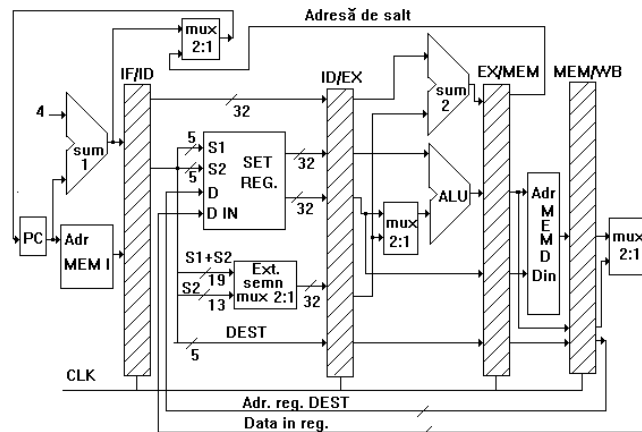 Adresă de salt
mux
2:1
IF/ID
ID/EX
EX/MEM
MEM/WB
4
sum
1
sum
2
32
5
S1
5
S2
D
D IN
SET
REG.
32
32
ALU
mux
2:1
PC
Adr
MEM I
Adr
M
E
M
D
Din
mux
2:1
S1+S2
19
S2
13
Ext.
semn
mux 2:1
32
DEST
5
CLK
Adr. reg. DEST
Data in reg.